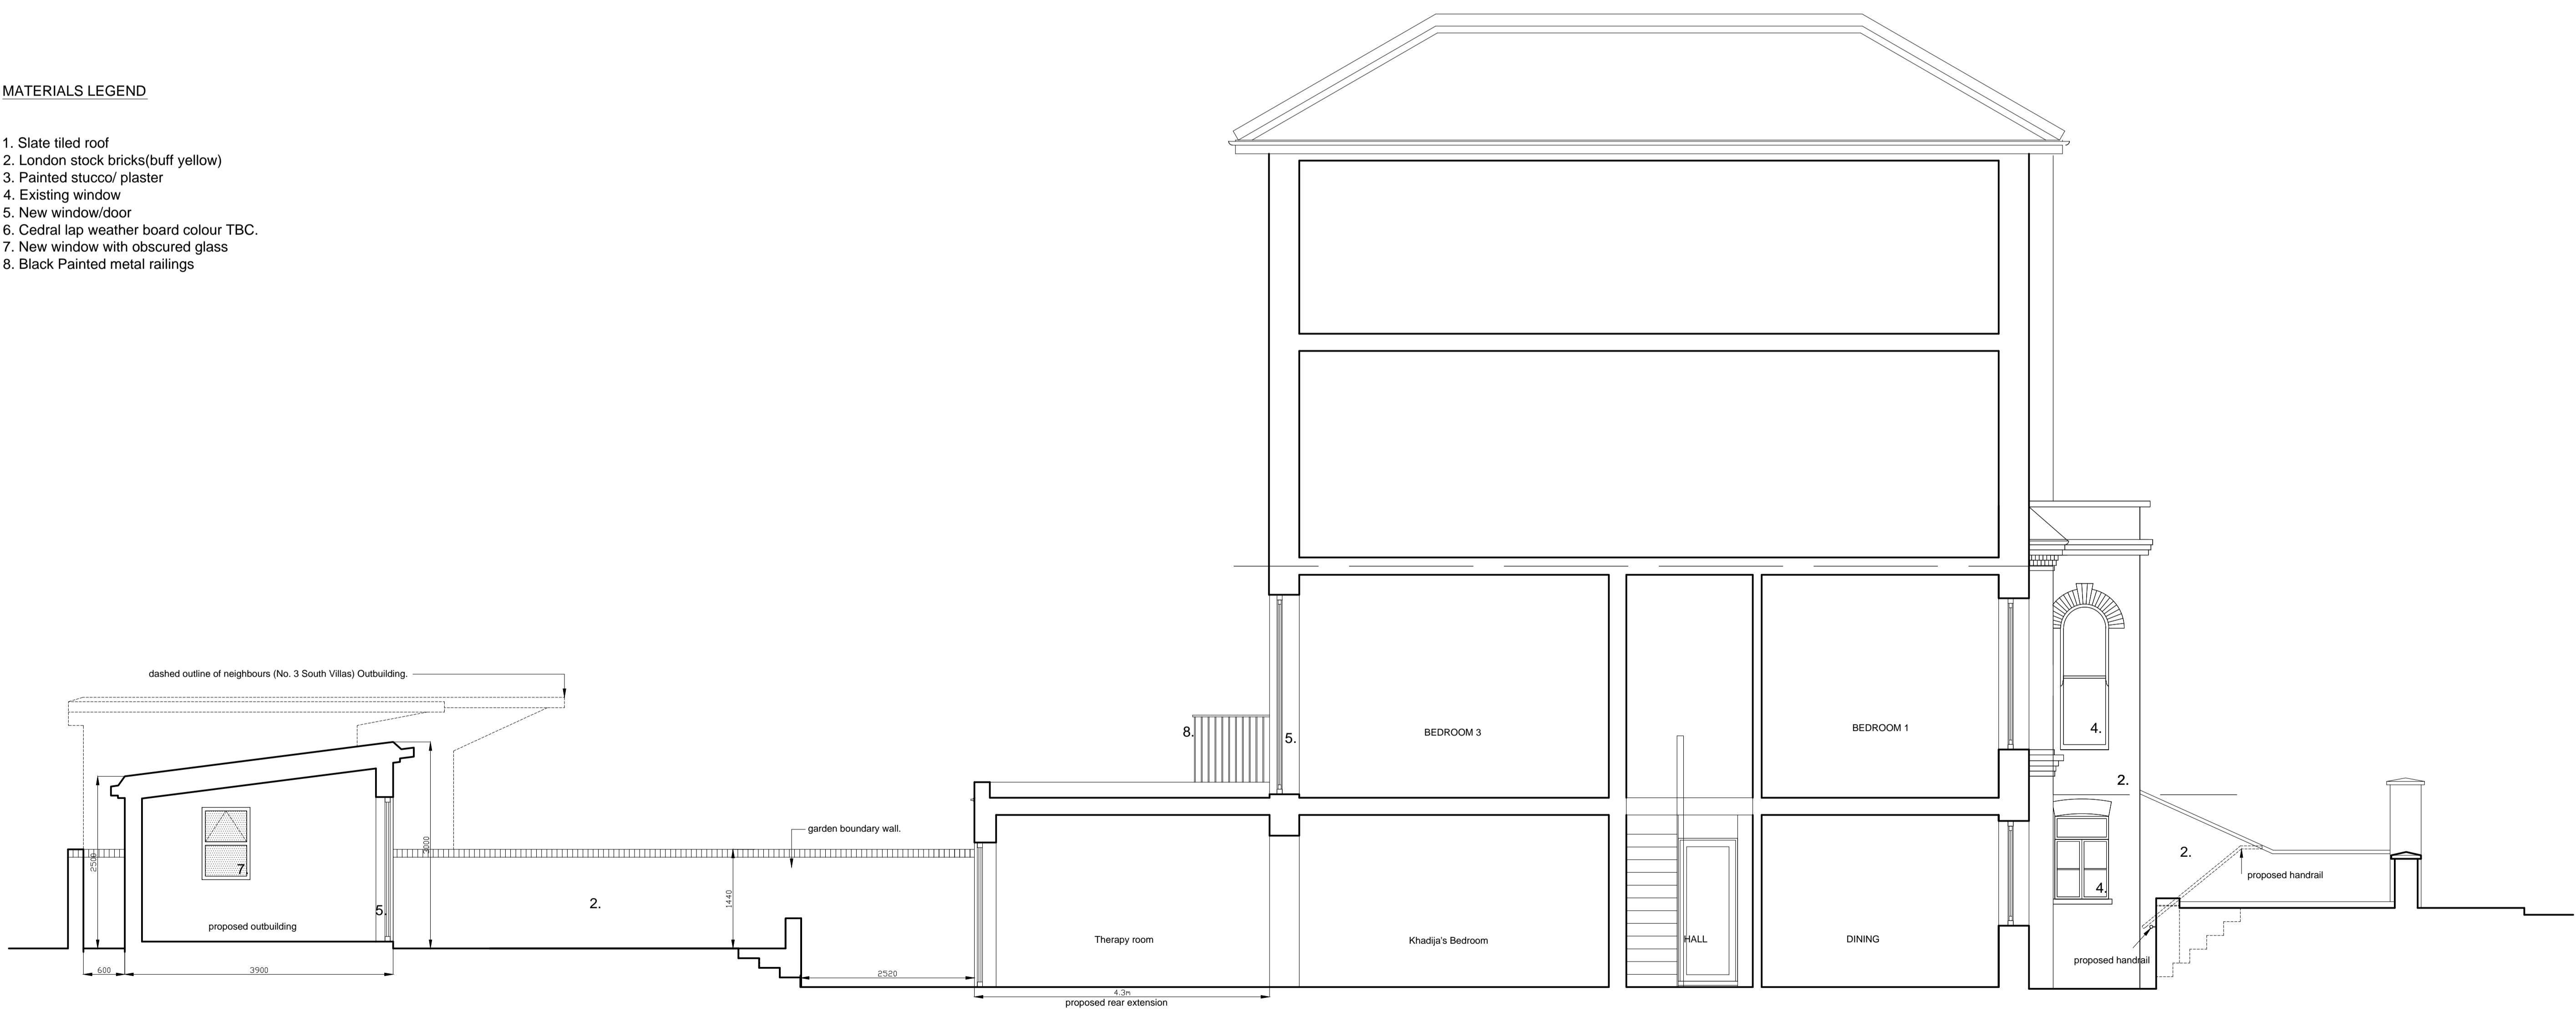 MATERIALS LEGEND
1. Slate tiled roof
2. London stock bricks(buff yellow)
3. Painted stucco/ plaster
4. Existing window
5. New window/door
6. Cedral lap weather board colour TBC.
7. New window with obscured glass
8. Black Painted metal railings
dashed outline of neighbours (No. 3 South Villas) Outbuilding.
8.
5.
BEDROOM 3
BEDROOM 1
4.
2.
garden boundary wall.
2500
3000
7.
5.
2.
1440
proposed outbuilding
600
3900
2520
Therapy room
Khadija's Bedroom
HALL
DINING
4.
2.
proposed handrail
proposed handrail
4.3m
proposed rear extension